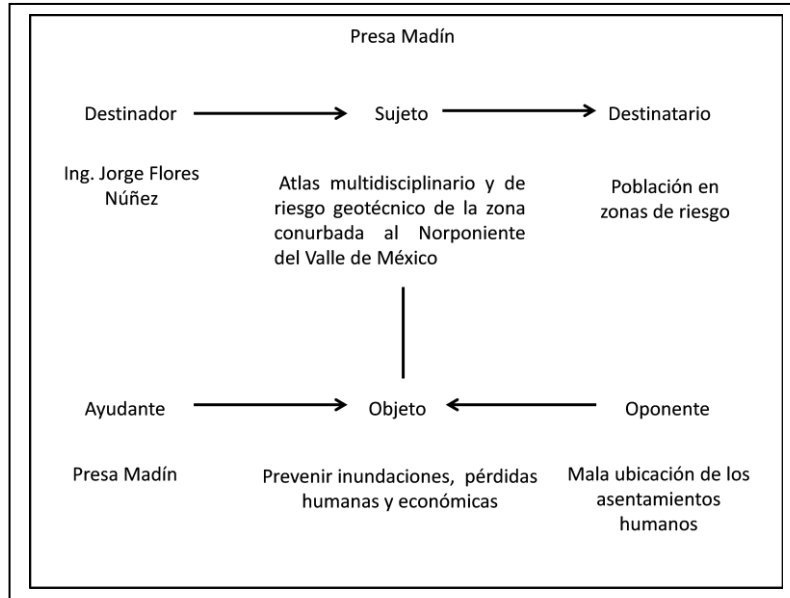 Presa Madín
Destinador
Sujeto
Destinatario
Ing. Jorge Flores
Núñez
Atlas multidisciplinario y de
riesgo geotécnico de la zona
conurbada al Norponiente
del Valle de México
Población en
zonas de riesgo
Ayudante
Objeto
Oponente
Presa Madín
Prevenir inundaciones, pérdidas
humanas y económicas
Mala ubicación de los
asentamientos
humanos